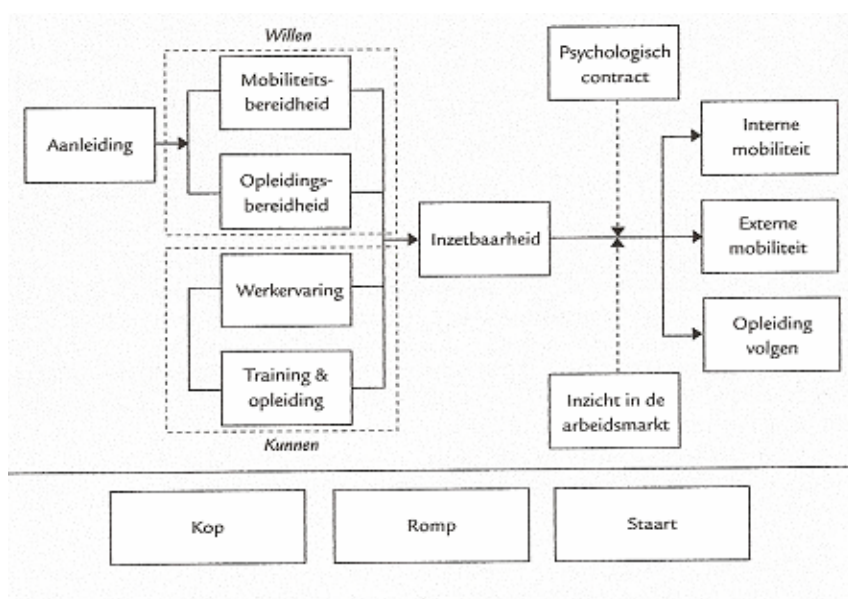 Willen
Mobiliteits-
bereidheid
Aanleiding
Opleidings-
bereidheid
Werkervaring
Training &
opleiding
Kunnen
Inzetbaarheid
Psychologisch
contract
Inzicht in de
arbeidsmarkt
Interne
mobiliteit
Externe
mobiliteit
Opleiding
volgen
Kop
Romp
Staart